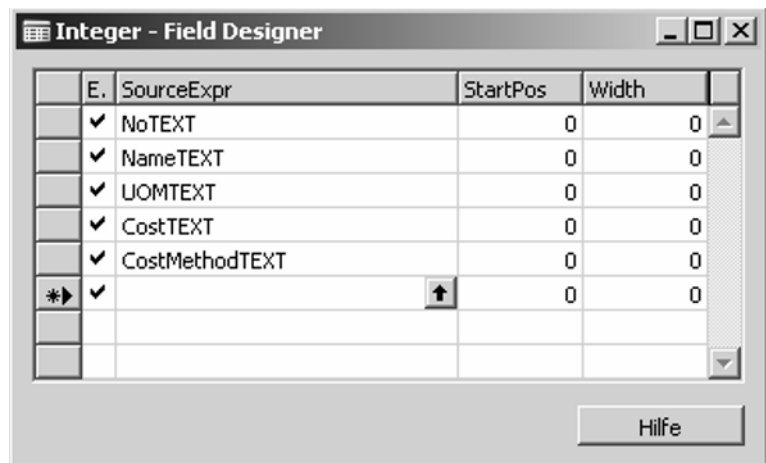 Integer - Field Designer
E. SourceExpr StartPos Width
NoTEXT 0 0
NameTEXT 0 0
UOMTEXT 0 0
CostTEXT 0 0
CostMethodTEXT 0 0
0 0
Hilfe